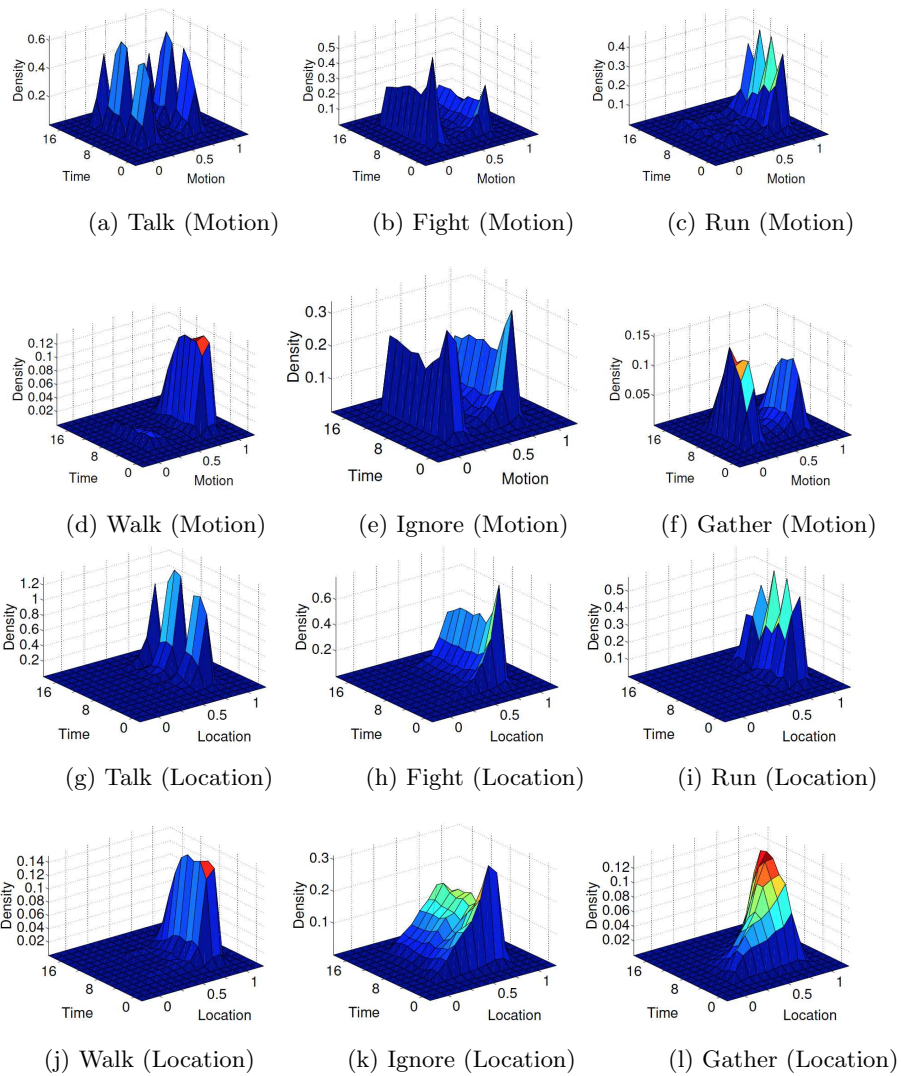 0.6
0.4
0.2
Density
16
8
0
Time
0
0.5
1
Motion
0.5
0.4
0.3
0.2
0.1
Density
16
8
0
Time
0
0.5
1
Motion
0.4
0.3
0.2
0.1
Density
16
8
0
Time
0
0.5
1
Motion
(a) Talk (Motion)
(b) Fight (Motion)
(c) Run (Motion)
0.12
0.1
0.08
0.06
0.04
0.02
Density
16
8
0
Time
0
0.5
1
Motion
0.3
0.2
0.1
Density
16
8
0
Time
0
0.5
1
Motion
0.15
0.1
0.05
Density
16
8
0
Time
0
0.5
1
Motion
(d) Walk (Motion)
(e) Ignore (Motion)
(f) Gather (Motion)
1.2
1
0.8
0.6
0.4
0.2
Density
16
8
0
Time
0
0.5
1
Location
0.6
0.4
0.2
Density
16
8
0
Time
0
0.5
1
Location
0.5
0.4
0.3
0.2
0.1
Density
16
8
0
Time
0
0.5
1
Location
(g) Talk (Location)
(h) Fight (Location)
(i) Run (Location)
0.14
0.12
0.1
0.08
0.06
0.04
0.02
Density
16
8
0
Time
0
0.5
1
Location
0.3
0.2
0.1
Density
16
8
0
Time
0
0.5
1
Location
0.12
0.1
0.08
0.06
0.04
0.02
Density
16
8
0
Time
0
0.5
1
Location
(j) Walk (Location)
(k) Ignore (Location)
(l) Gather (Location)